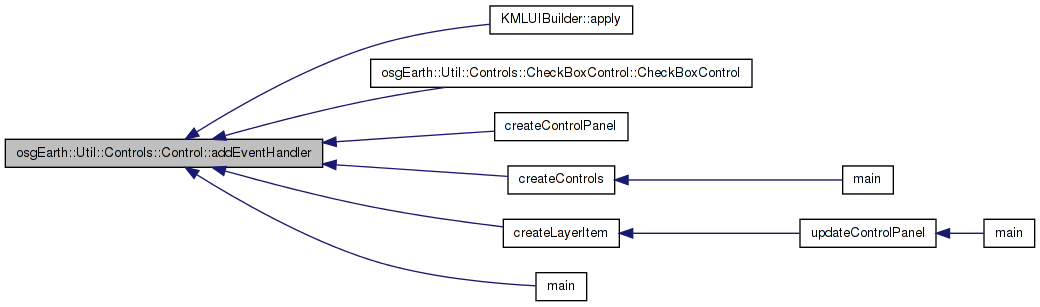 KMLUIBuilder::apply
osgEarth::Util::Controls::CheckBoxControl::CheckBoxControl
createControlPanel
osgEarth::Util::Controls::Control::addEventHandler
createControls
main
createLayerItem
updateControlPanel
main
main